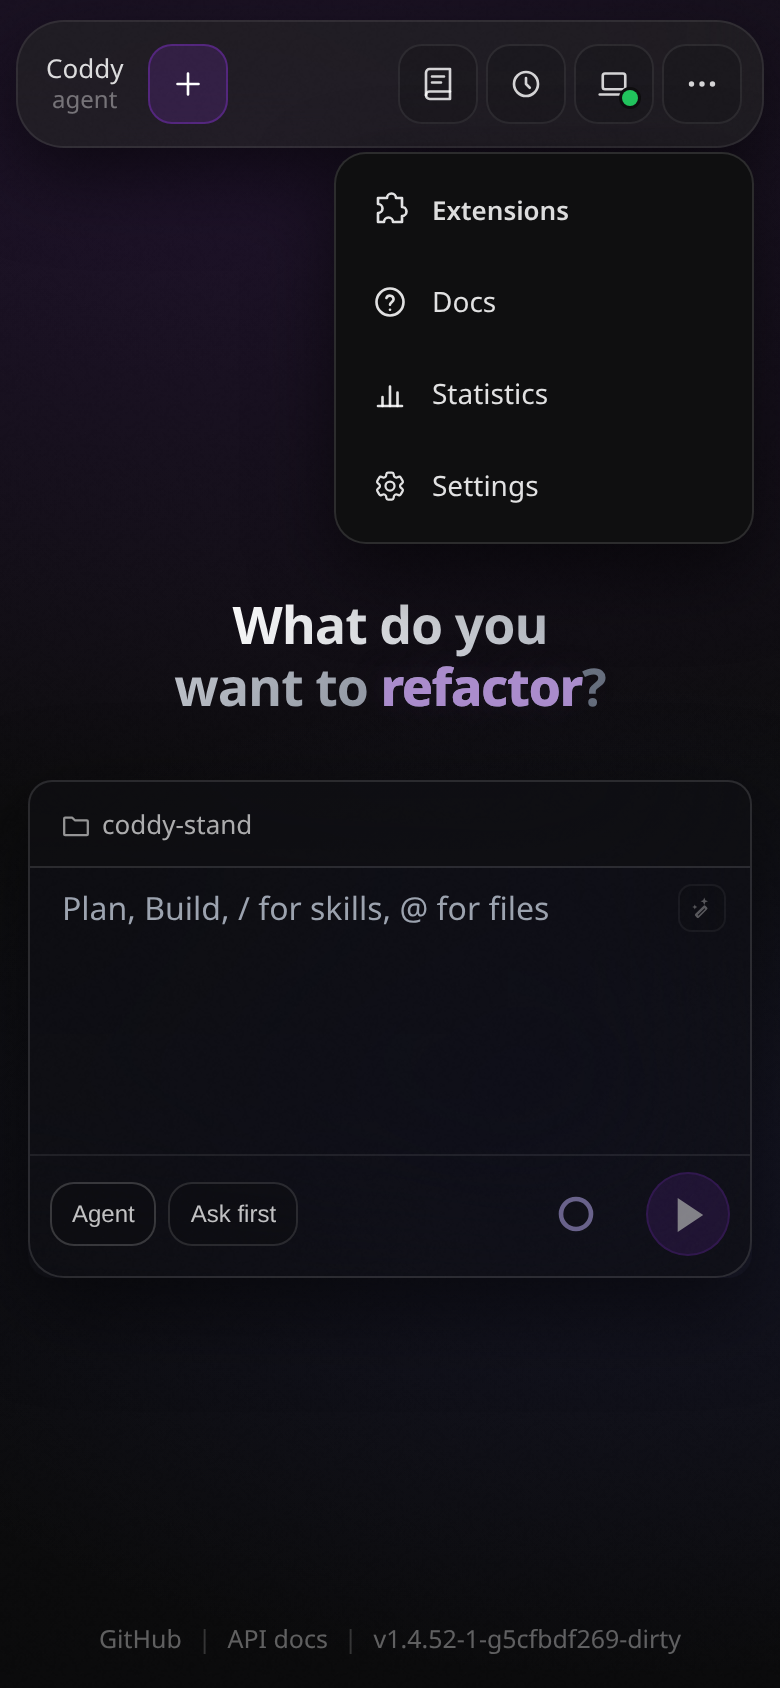 Coddy
agent
Extensions
Docs
Statistics
Settings
What do you
want to refactor?
coddy-stand
Plan, Build, / for skills, @ for files
Agent
Ask first
GitHub | API docs | v1.4.52-1-g5cfbdf269-dirty